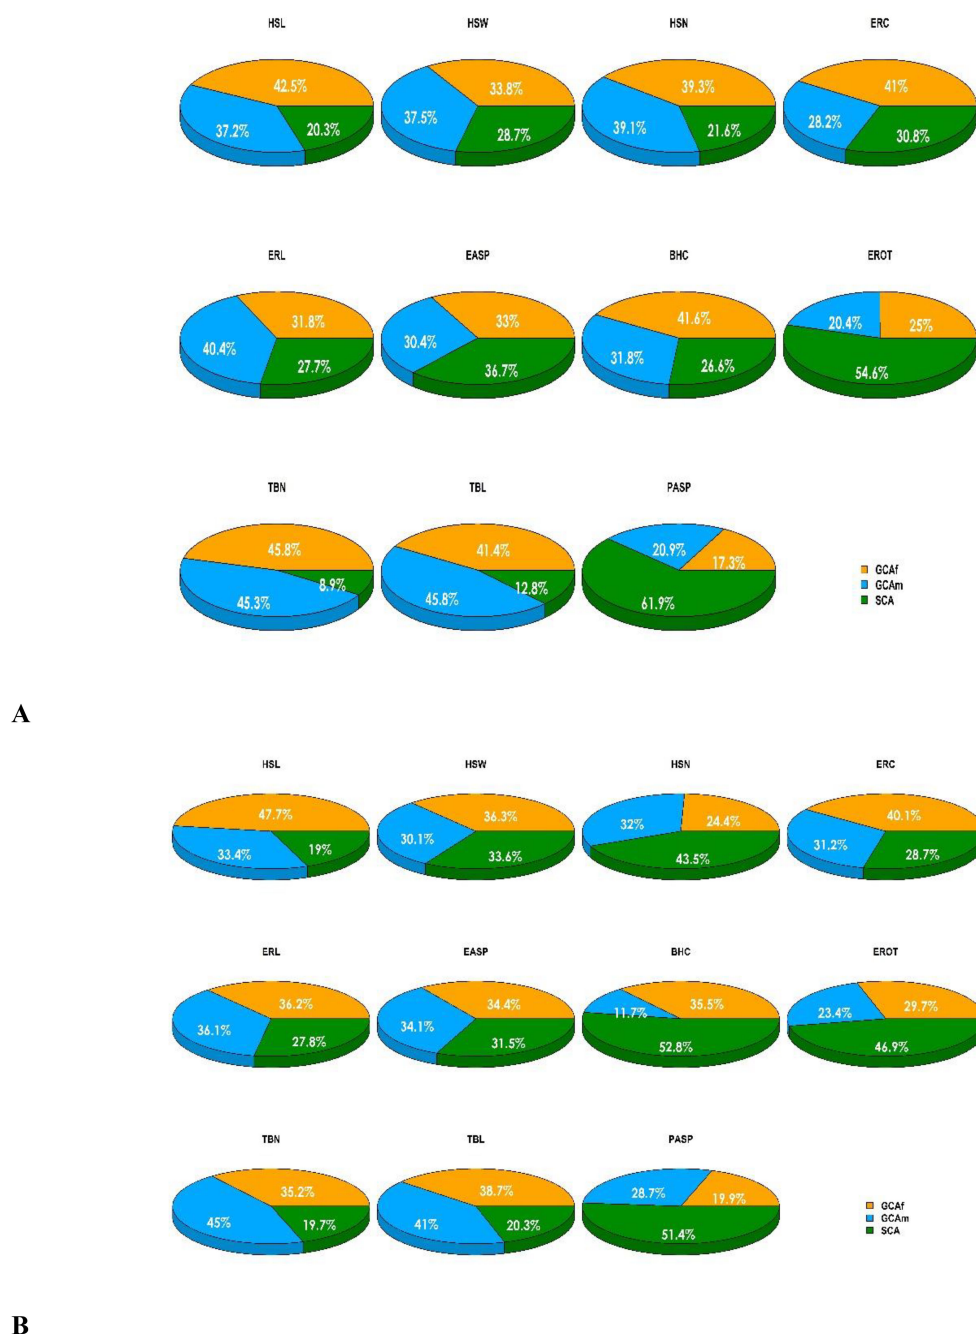 HSL HSW HSN ERC
42.5% 33.8% 39.3% 41%
37.2% 20.3% 37.5% 28.7% 39.1% 21.6% 28.2% 30.8%
ERL EASP BHC EROT
31.8% 33% 41.6% 20.4% 25%
40.4% 27.7% 30.4% 36.7% 31.8% 26.6% 54.6%
TBN TBL PASP
45.8% 41.4% 20.9% 17.3%
45.3% 8.9% 45.8% 12.8% 61.9%
GCAf
GCAm
SCA
A
HSL HSW HSN ERC
47.7% 36.3% 32% 24.4% 40.1%
33.4% 19% 30.1% 33.6% 43.5% 31.2% 28.7%
ERL EASP BHC EROT
36.2% 34.4% 11.7% 35.5% 23.4% 29.7%
36.1% 27.8% 34.1% 31.5% 52.8% 46.9%
TBN TBL PASP
35.2% 38.7% 28.7% 19.9%
45% 19.7% 41% 20.3% 51.4%
GCAf
GCAm
SCA
B